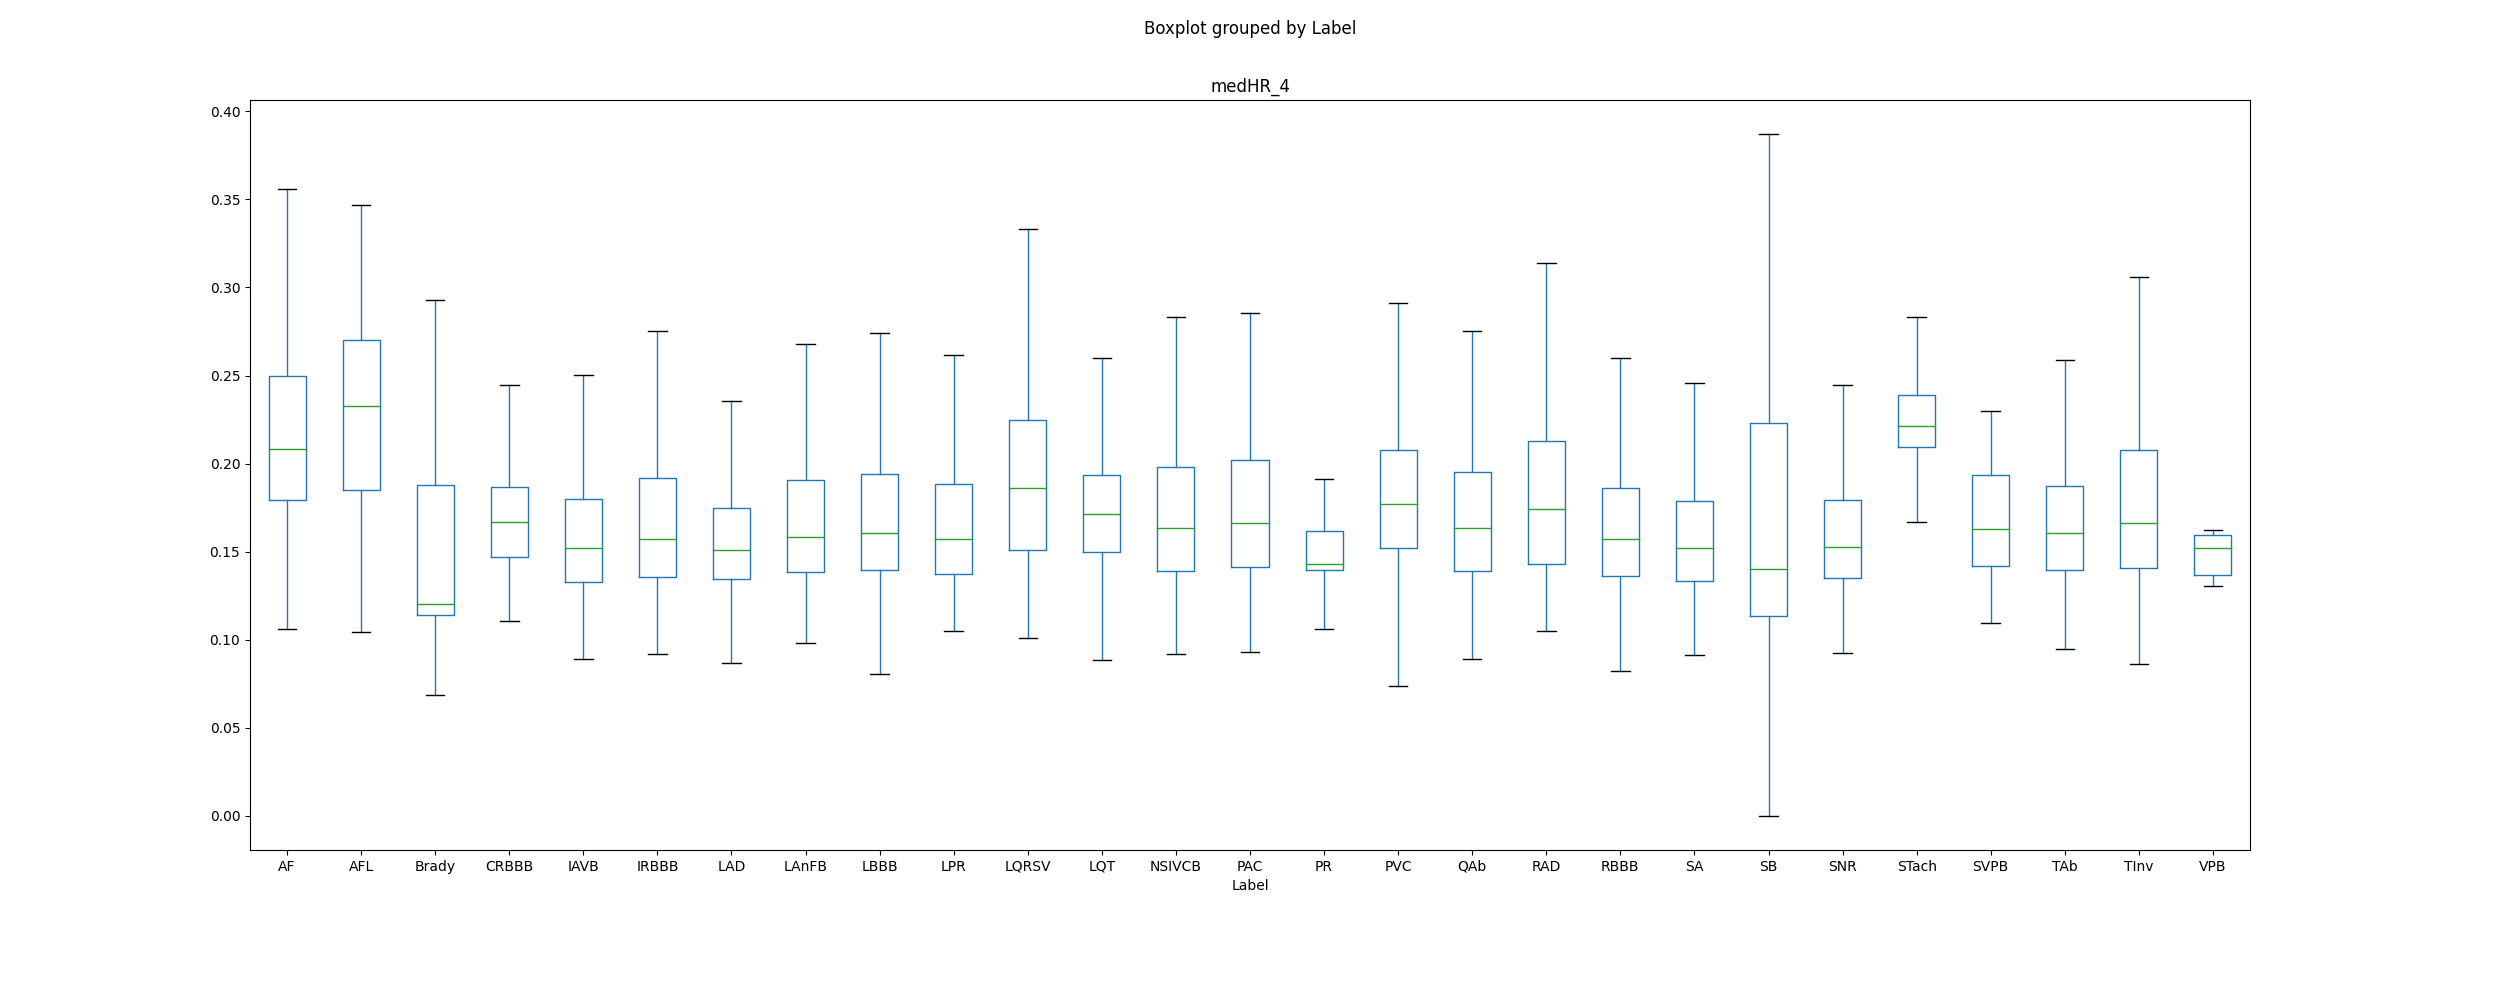 Boxplot grouped by Label
medHR_4
0.40
0.35
0.30
0.25
0.20
0.15
0.10
0.05
0.00
AF AFL Brady CRBBB IAVB IRBBB LAD LAnFB LBBB LPR LQRSV LQT NSIVCB PAC PR PVC QAb RAD RBBB SA SB SNR STach SVPB TAb TInv VPB
Label